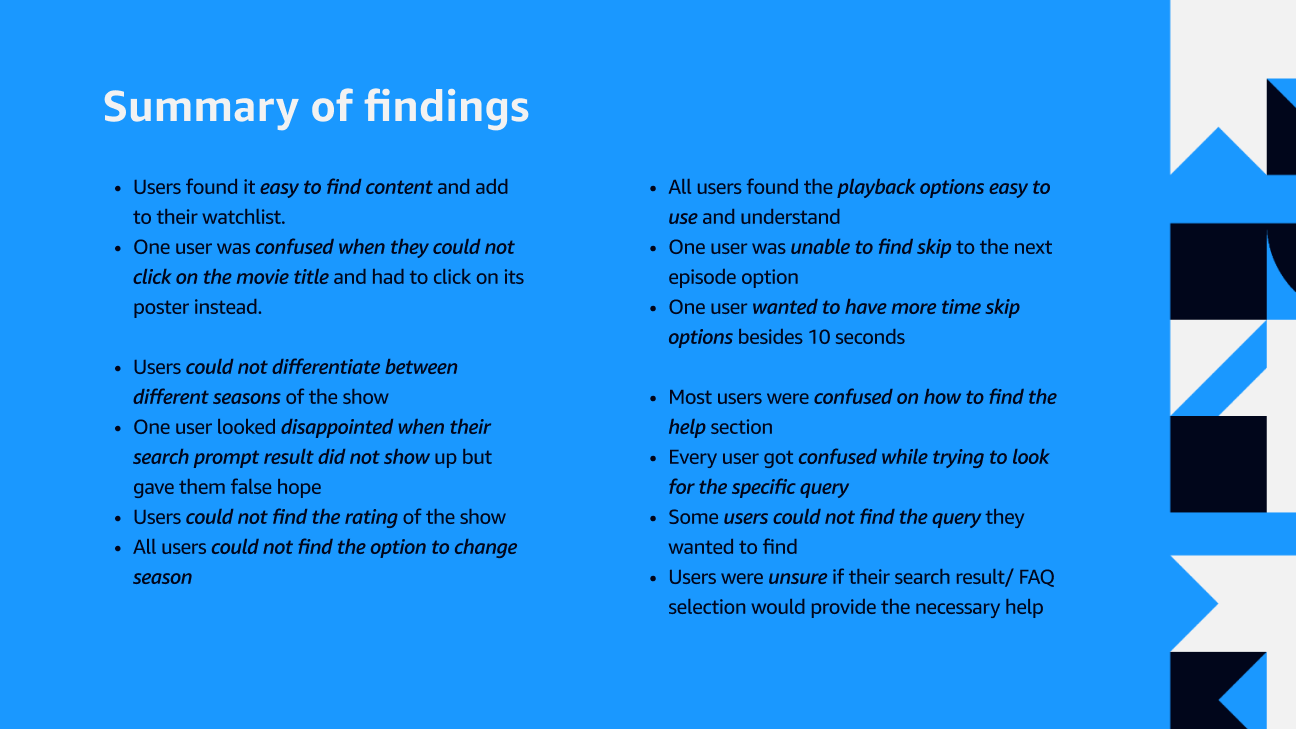 Summary of findings
• Users found it easy to find content and add
to their watchlist.
• One user was confused when they could not
click on the movie title and had to click on its
poster instead.
• Users could not differentiate between
different seasons of the show
• One user looked disappointed when their
search prompt result did not show up but
gave them false hope
• Users could not find the rating of the show
• All users could not find the option to change
season
• All users found the playback options easy to
use and understand
• One user was unable to find skip to the next
episode option
• One user wanted to have more time skip
options besides 10 seconds
• Most users were confused on how to find the
help section
• Every user got confused while trying to look
for the specific query
• Some users could not find the query they
wanted to find
• Users were unsure if their search result/ FAQ
selection would provide the necessary help